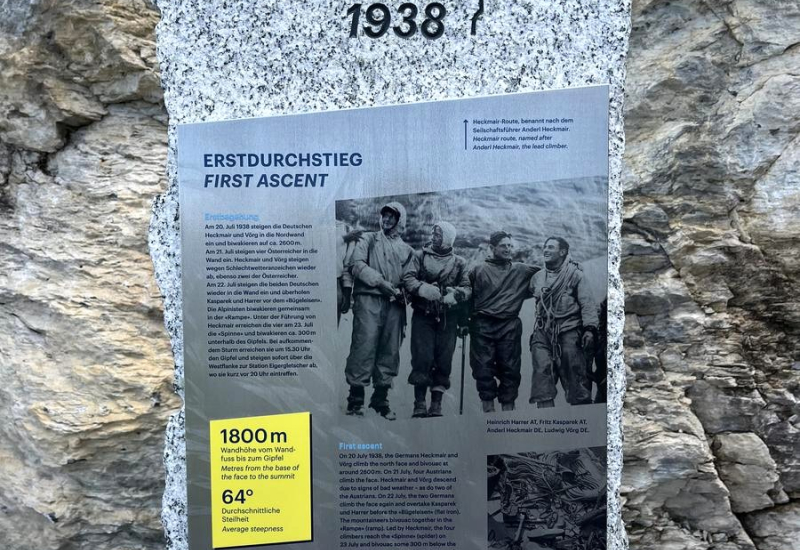 1938
Heckmair-Route, benannt nach dem
Seilschaftsführer Anderl Heckmair.
Heckmair route, named after
Anderl Heckmair, the lead climber.
ERSTDURCHSTIEG
FIRST ASCENT
Erstbegehung
Am 20. Juli 1938 steigen die Deutschen
Heckmair und Vörg in die Nordwand
ein und biwakieren auf ca. 2600 m.
Am 21. Juli steigen vier Österreicher in die
Wand ein. Heckmair und Vörg steigen
wegen Schlechtwetteranzeichen wieder
ab, ebenso zwei der Österreicher.
Am 22. Juli steigen die beiden Deutschen
wieder in die Wand ein und überholen
Kasparek und Harrer vor dem «Bügeleisen».
Die Alpinisten biwakieren gemeinsam
in der «Rampe». Unter der Führung von
Heckmair erreichen die vier am 23. Juli
die «Spinne» und biwakieren ca. 300 m
unterhalb des Gipfels. Bei aufkommen-
dem Sturm erreichen sie um 15.30 Uhr
den Gipfel und steigen sofort über die
Westflanke zur Station Eigergletscher ab,
wo sie kurz vor 20 Uhr eintreffen.
Heinrich Harrer AT, Fritz Kasparek AT,
Anderl Heckmair DE, Ludwig Vörg DE.
1800 m
Wandhöhe vom Wand-
fuss bis zum Gipfel
Metres from the base of
the face to the summit
64°
Durchschnittliche
Steilheit
Average steepness
First ascent
On 20 July 1938, the Germans Heckmair and
Vörg climb the north face and bivouac at
around 2600 m. On 21 July, four Austrians
climb the face. Heckmair and Vörg descend
due to signs of bad weather – as do two of
the Austrians. On 22 July, the two Germans
climb the face again and overtake Kasparek
and Harrer before the «Bügeleisen» (flat iron).
The mountaineers bivouac together in the
«Rampe» (ramp). Led by Heckmair, the four
climbers reach the «Spinne» (spider) on
23 July and bivouac some 300 m below the